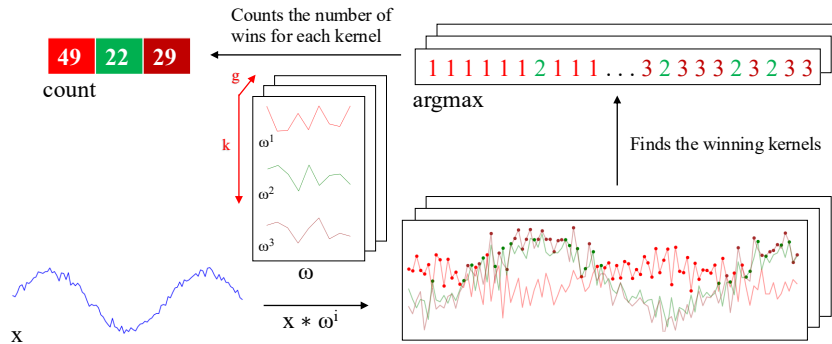 Counts the number of
wins for each kernel
49 22 29
count
1 1 1 1 1 1 2 1 1 1 ... 3 2 3 3 3 2 3 2 3 3
argmax
g
k
ω¹
ω²
ω³
ω
Finds the winning kernels
x
x * ωⁱ